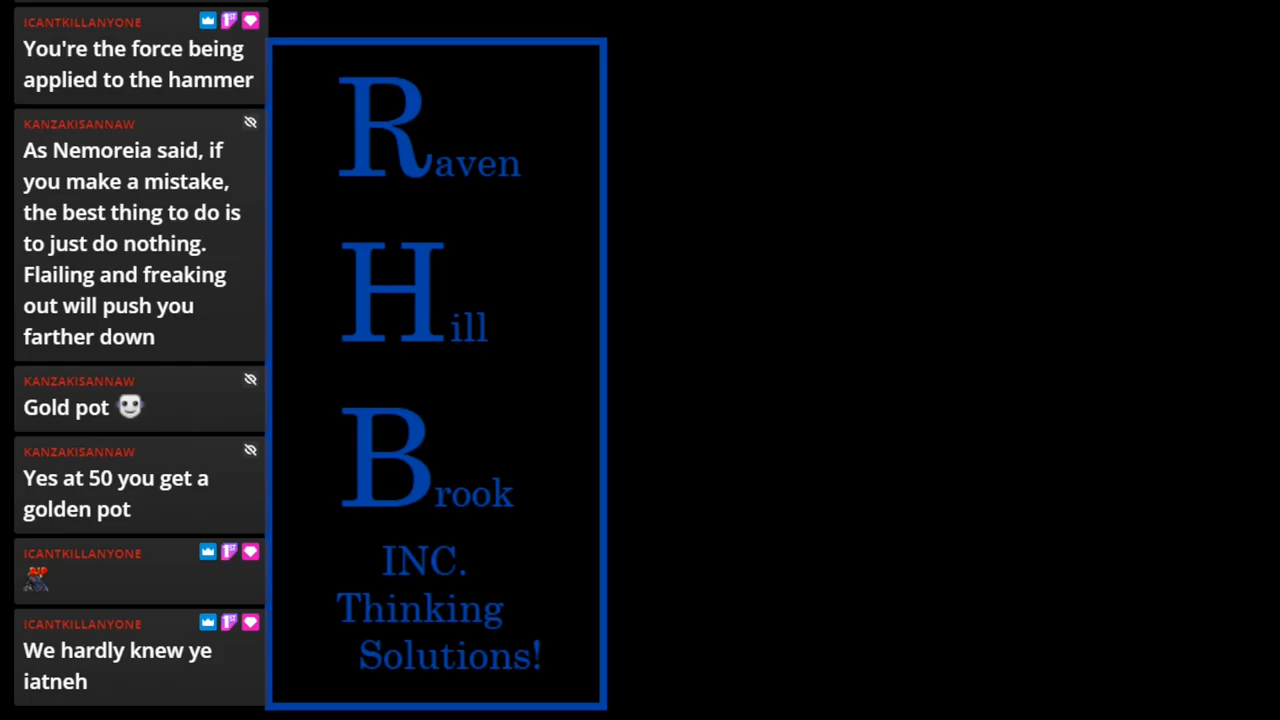 ICANTKILLANYONE
You're the force being
applied to the hammer
KANZAKISANNAW
As Nemoreia said, if
you make a mistake,
the best thing to do is
to just do nothing.
Flailing and freaking
out will push you
farther down
KANZAKISANNAW
Gold pot
KANZAKISANNAW
Yes at 50 you get a
golden pot
ICANTKILLANYONE
RIP
ICANTKILLANYONE
We hardly knew ye
iatneh
Raven
Hill
Brook
INC.
Thinking
Solutions!